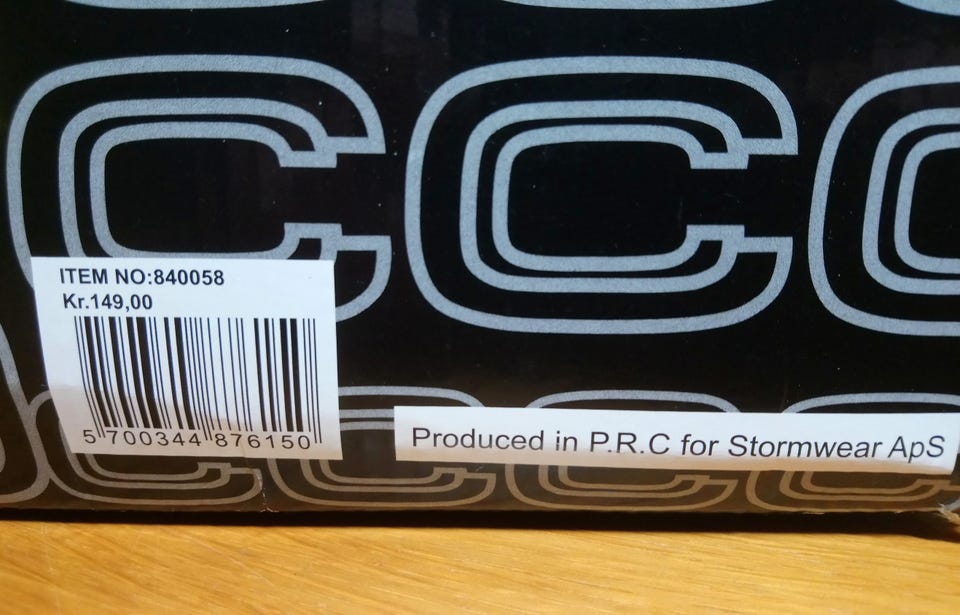 ITEM NO:840058
Kr.149,00
5 700344 876150
Produced in P.R.C for Stormwear ApS